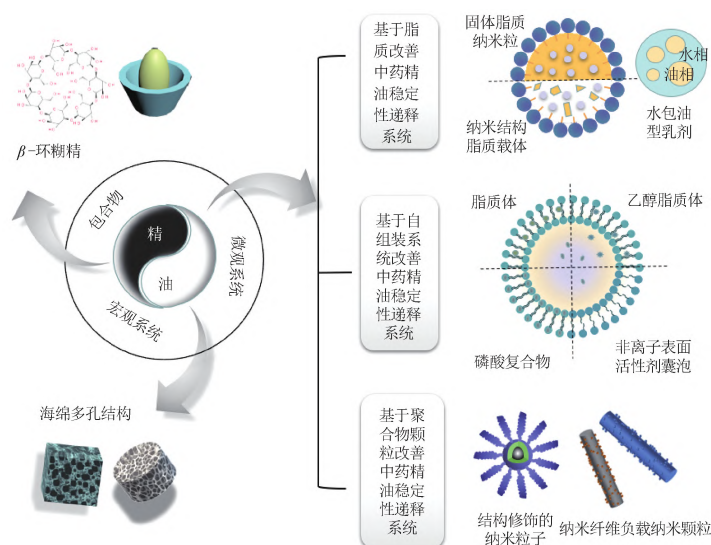 β-环糊精
包合物
微观系统
宏观系统
精
油
海绵多孔结构
基于脂
质改善
中药精
油稳定
性递释
系统
固体脂质
纳米粒
纳米结构
脂质载体
水相
油相
水包油
型乳剂
基于自
组装系
统改善
中药精
油稳定
性递释
系统
脂质体
乙醇脂质体
磷酸复合物
非离子表面
活性剂囊泡
基于聚
合物颗
粒改善
中药精
油稳定
性递释
系统
结构修饰的
纳米粒子
纳米纤维负载纳米颗粒